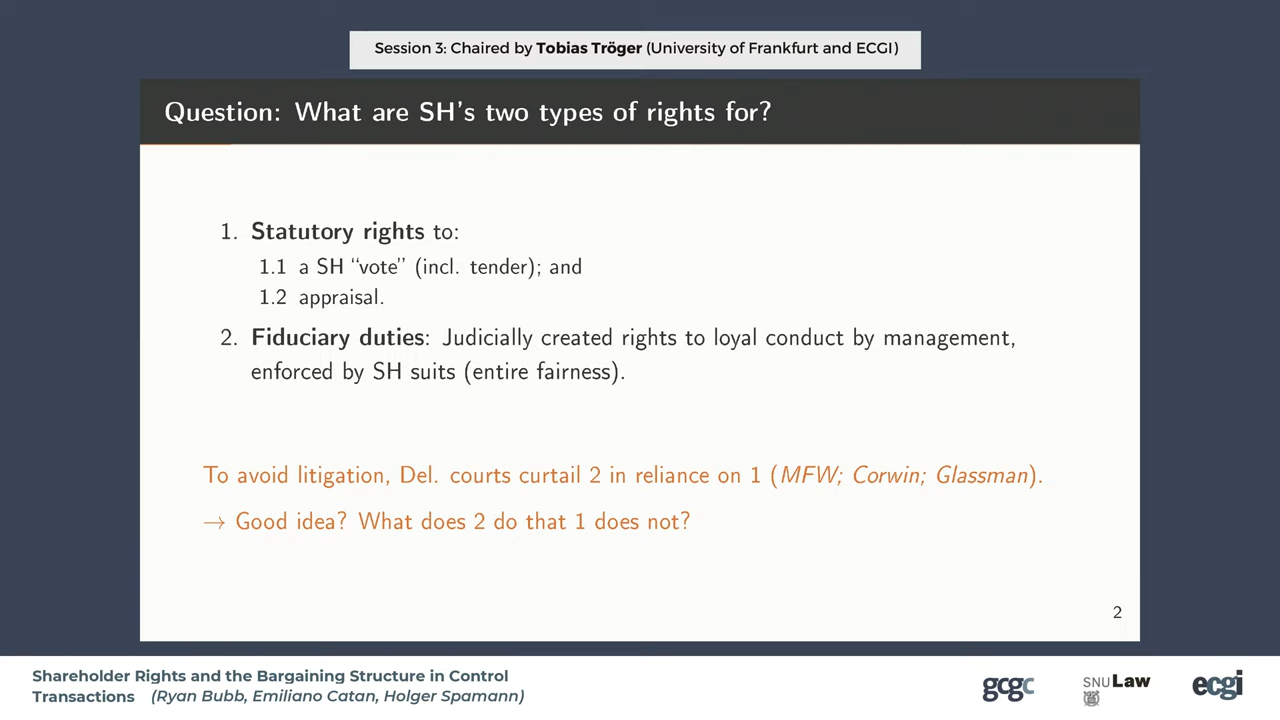 Session 3: Chaired by Tobias Tröger (University of Frankfurt and ECGI)
Question: What are SH's two types of rights for?
1. Statutory rights to:
1.1 a SH “vote” (incl. tender); and
1.2 appraisal.
2. Fiduciary duties: Judicially created rights to loyal conduct by management,
enforced by SH suits (entire fairness).
To avoid litigation, Del. courts curtail 2 in reliance on 1 (MFW; Corwin; Glassman).
→ Good idea? What does 2 do that 1 does not?
2
Shareholder Rights and the Bargaining Structure in Control
Transactions (Ryan Bubb, Emiliano Catan, Holger Spamann)
gcgc
SNU Law
ecgi